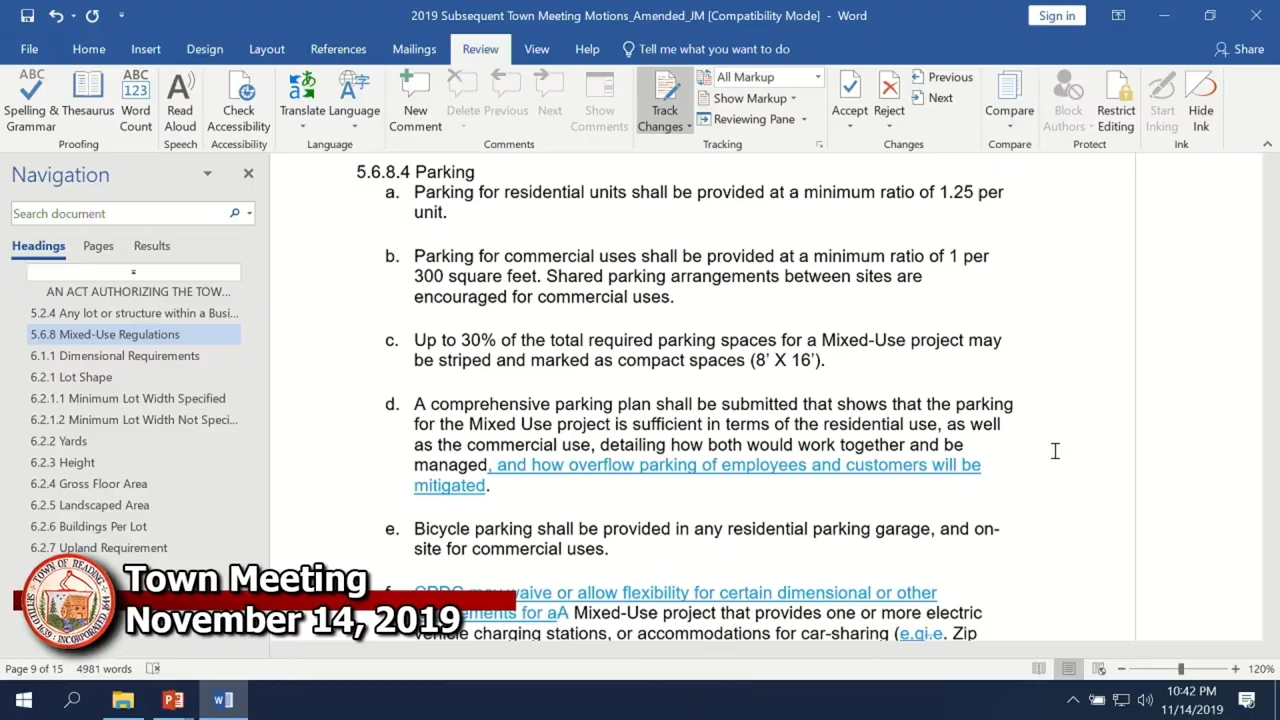 2019 Subsequent Town Meeting Motions_Amended_JM [Compatibility Mode] - Word
Sign in
File Home Insert Design Layout References Mailings Review View Help Tell me what you want to do Share
Spelling & Grammar
Thesaurus
Word Count
Read Aloud
Check Accessibility
Translate
Language
New Comment
Delete
Previous
Next
Show Comments
Track Changes
All Markup
Show Markup
Reviewing Pane
Accept
Reject
Previous
Next
Compare
Block Authors
Restrict Editing
Start Inking
Hide Ink
Proofing Speech Accessibility Language Comments Tracking Changes Compare Protect Ink
Navigation
Search document
Headings Pages Results
AN ACT AUTHORIZING THE TOW...
5.2.4 Any lot or structure within a Busi...
5.6.8 Mixed-Use Regulations
6.1.1 Dimensional Requirements
6.2.1 Lot Shape
6.2.1.1 Minimum Lot Width Specified
6.2.1.2 Minimum Lot Width Not Speci...
6.2.2 Yards
6.2.3 Height
6.2.4 Gross Floor Area
6.2.5 Landscaped Area
6.2.6 Buildings Per Lot
6.2.7 Upland Requirement
5.6.8.4 Parking
a. Parking for residential units shall be provided at a minimum ratio of 1.25 per
unit.
b. Parking for commercial uses shall be provided at a minimum ratio of 1 per
300 square feet. Shared parking arrangements between sites are
encouraged for commercial uses.
c. Up to 30% of the total required parking spaces for a Mixed-Use project may
be striped and marked as compact spaces (8’ X 16’).
d. A comprehensive parking plan shall be submitted that shows that the parking
for the Mixed Use project is sufficient in terms of the residential use, as well
as the commercial use, detailing how both would work together and be
managed, and how overflow parking of employees and customers will be
mitigated.
e. Bicycle parking shall be provided in any residential parking garage, and on-
site for commercial uses.
waive or allow flexibility for certain dimensional or other
for aA Mixed-Use project that provides one or more electric
vehicle charging stations, or accommodations for car-sharing (e.gi.e. Zip
TOWN OF READING
Town Meeting
November 14, 2019
Page 9 of 15 4981 words
120%
10:42 PM
11/14/2019